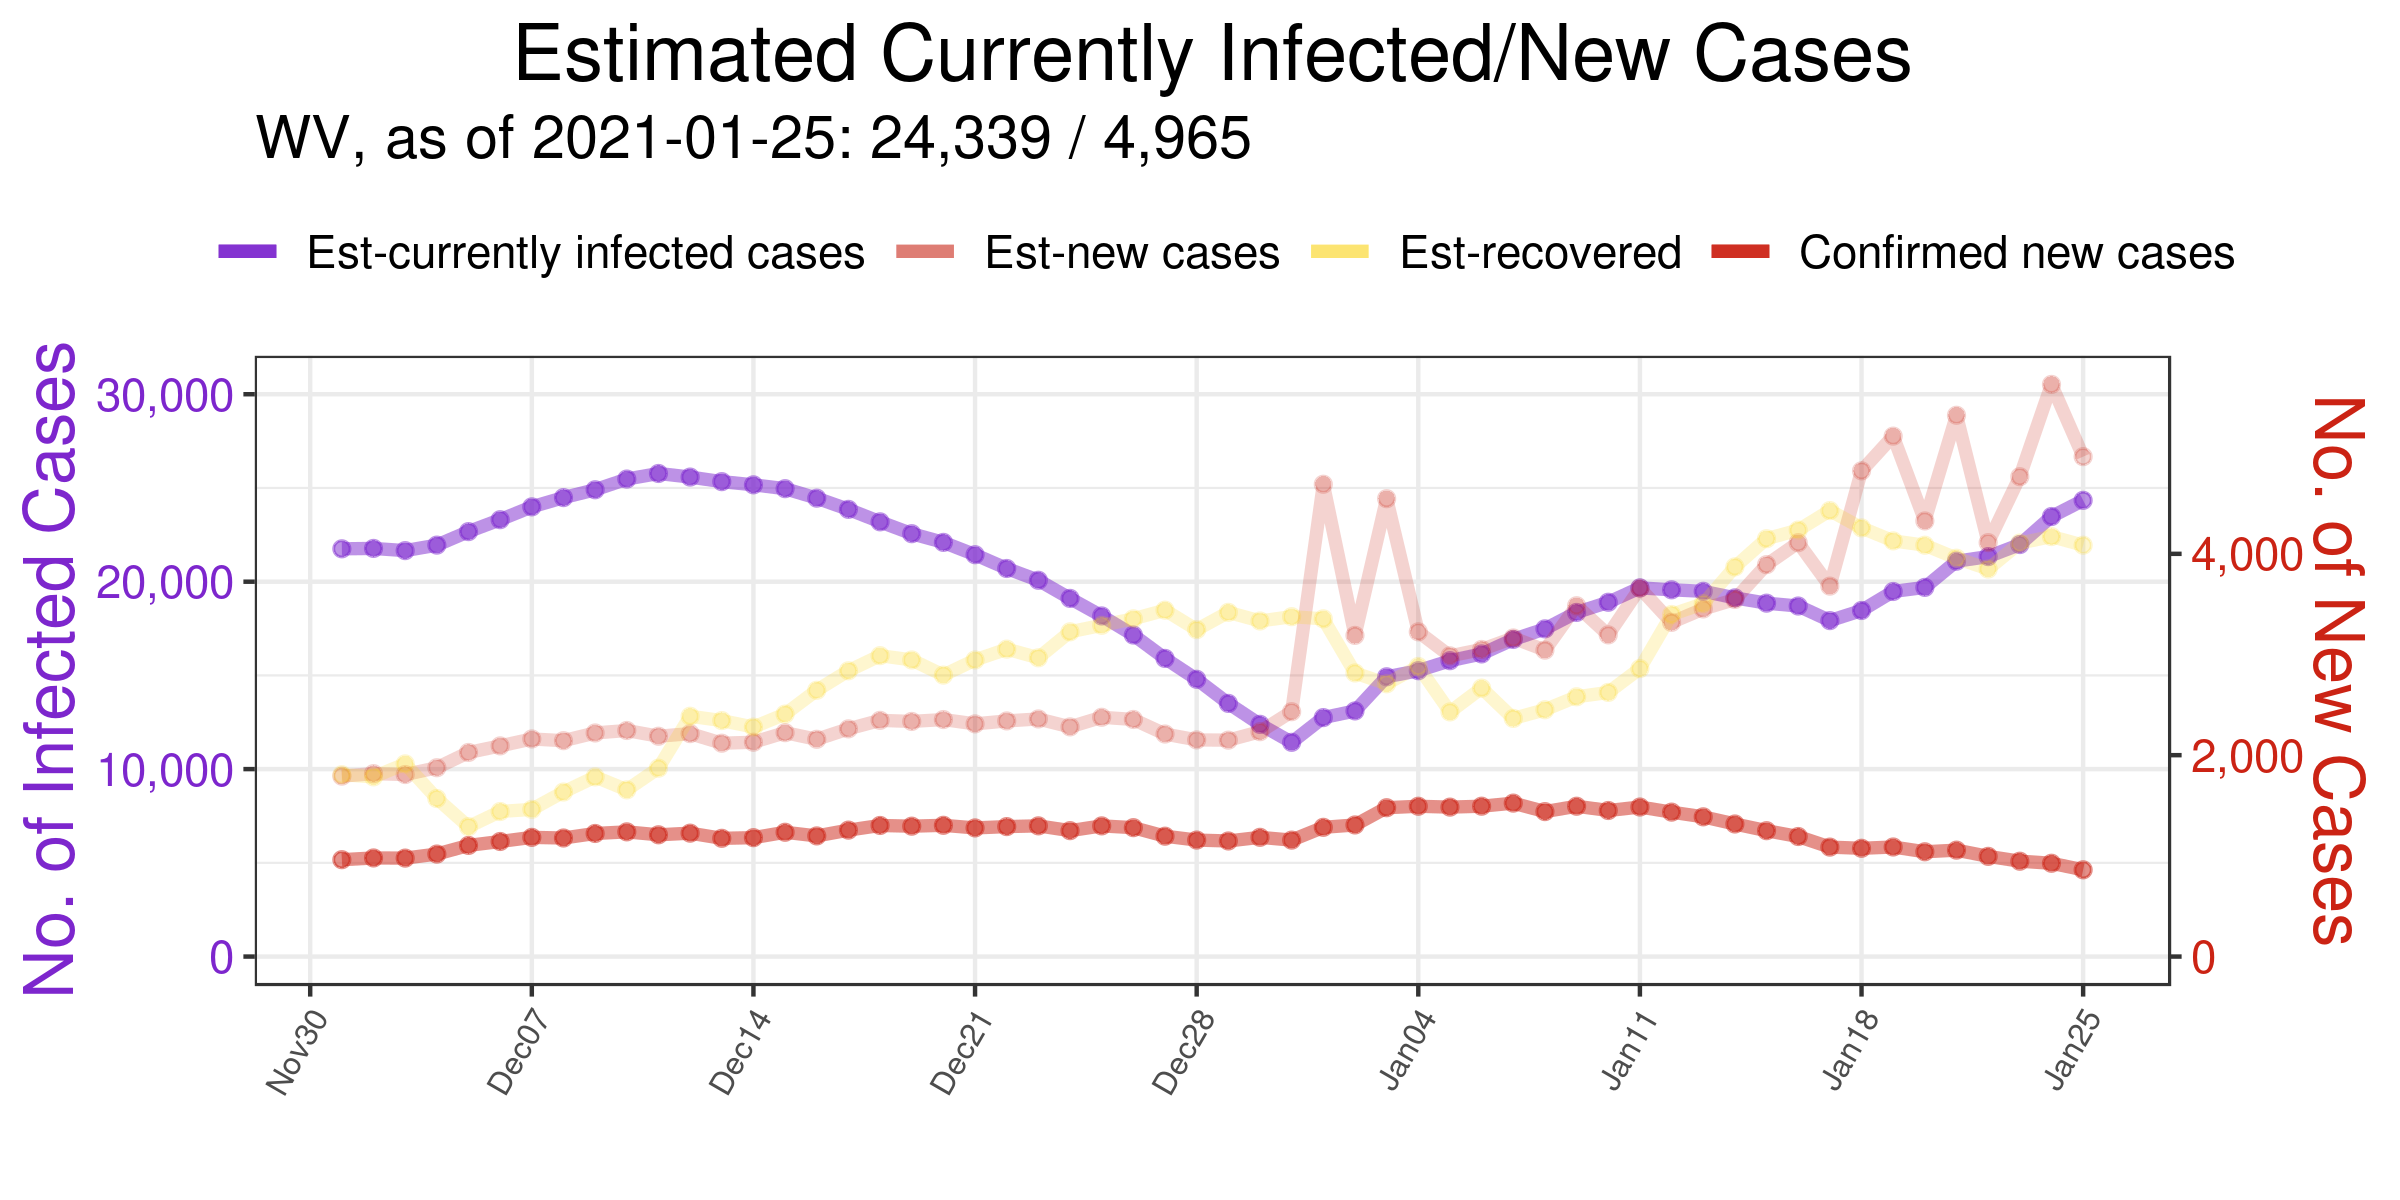 Estimated Currently Infected/New Cases
WV, as of 2021-01-25: 24,339 / 4,965
Est-currently infected cases Est-new cases Est-recovered Confirmed new cases
No. of Infected Cases
30,000
20,000
10,000
0
No. of New Cases
4,000
2,000
0
Nov30 Dec07 Dec14 Dec21 Dec28 Jan04 Jan11 Jan18 Jan25